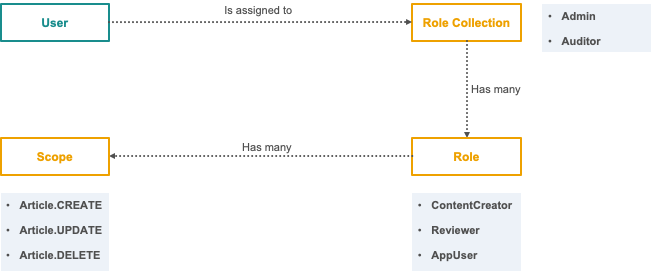 User
Is assigned to
Role Collection
• Admin
• Auditor
Has many
Scope
Has many
Role
• Article.CREATE
• Article.UPDATE
• Article.DELETE
• ContentCreator
• Reviewer
• AppUser